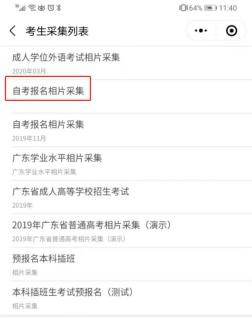 64% 11:40
考生采集列表
成人学位外语考试相片采集
2020年03月
自考报名相片采集
自考报名相片采集
2019年11月
广东学业水平相片采集
广东学业水平相片采集
广东省成人高等学校招生考试
2019年
2019年广东省普通高考相片采集（演示）
2019年广东省普通高考相片采集（演示）
预报名本科插班
相片采集
本科插班生考试预报名（测试）
相片采集